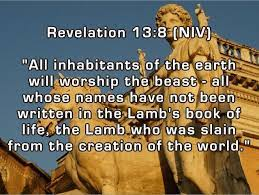 Revelation 13:8 (NIV)
"All inhabitants of the earth
will worship the beast - all
whose names have not been
written in the Lamb's book of
life, the Lamb who was slain
from the creation of the world."